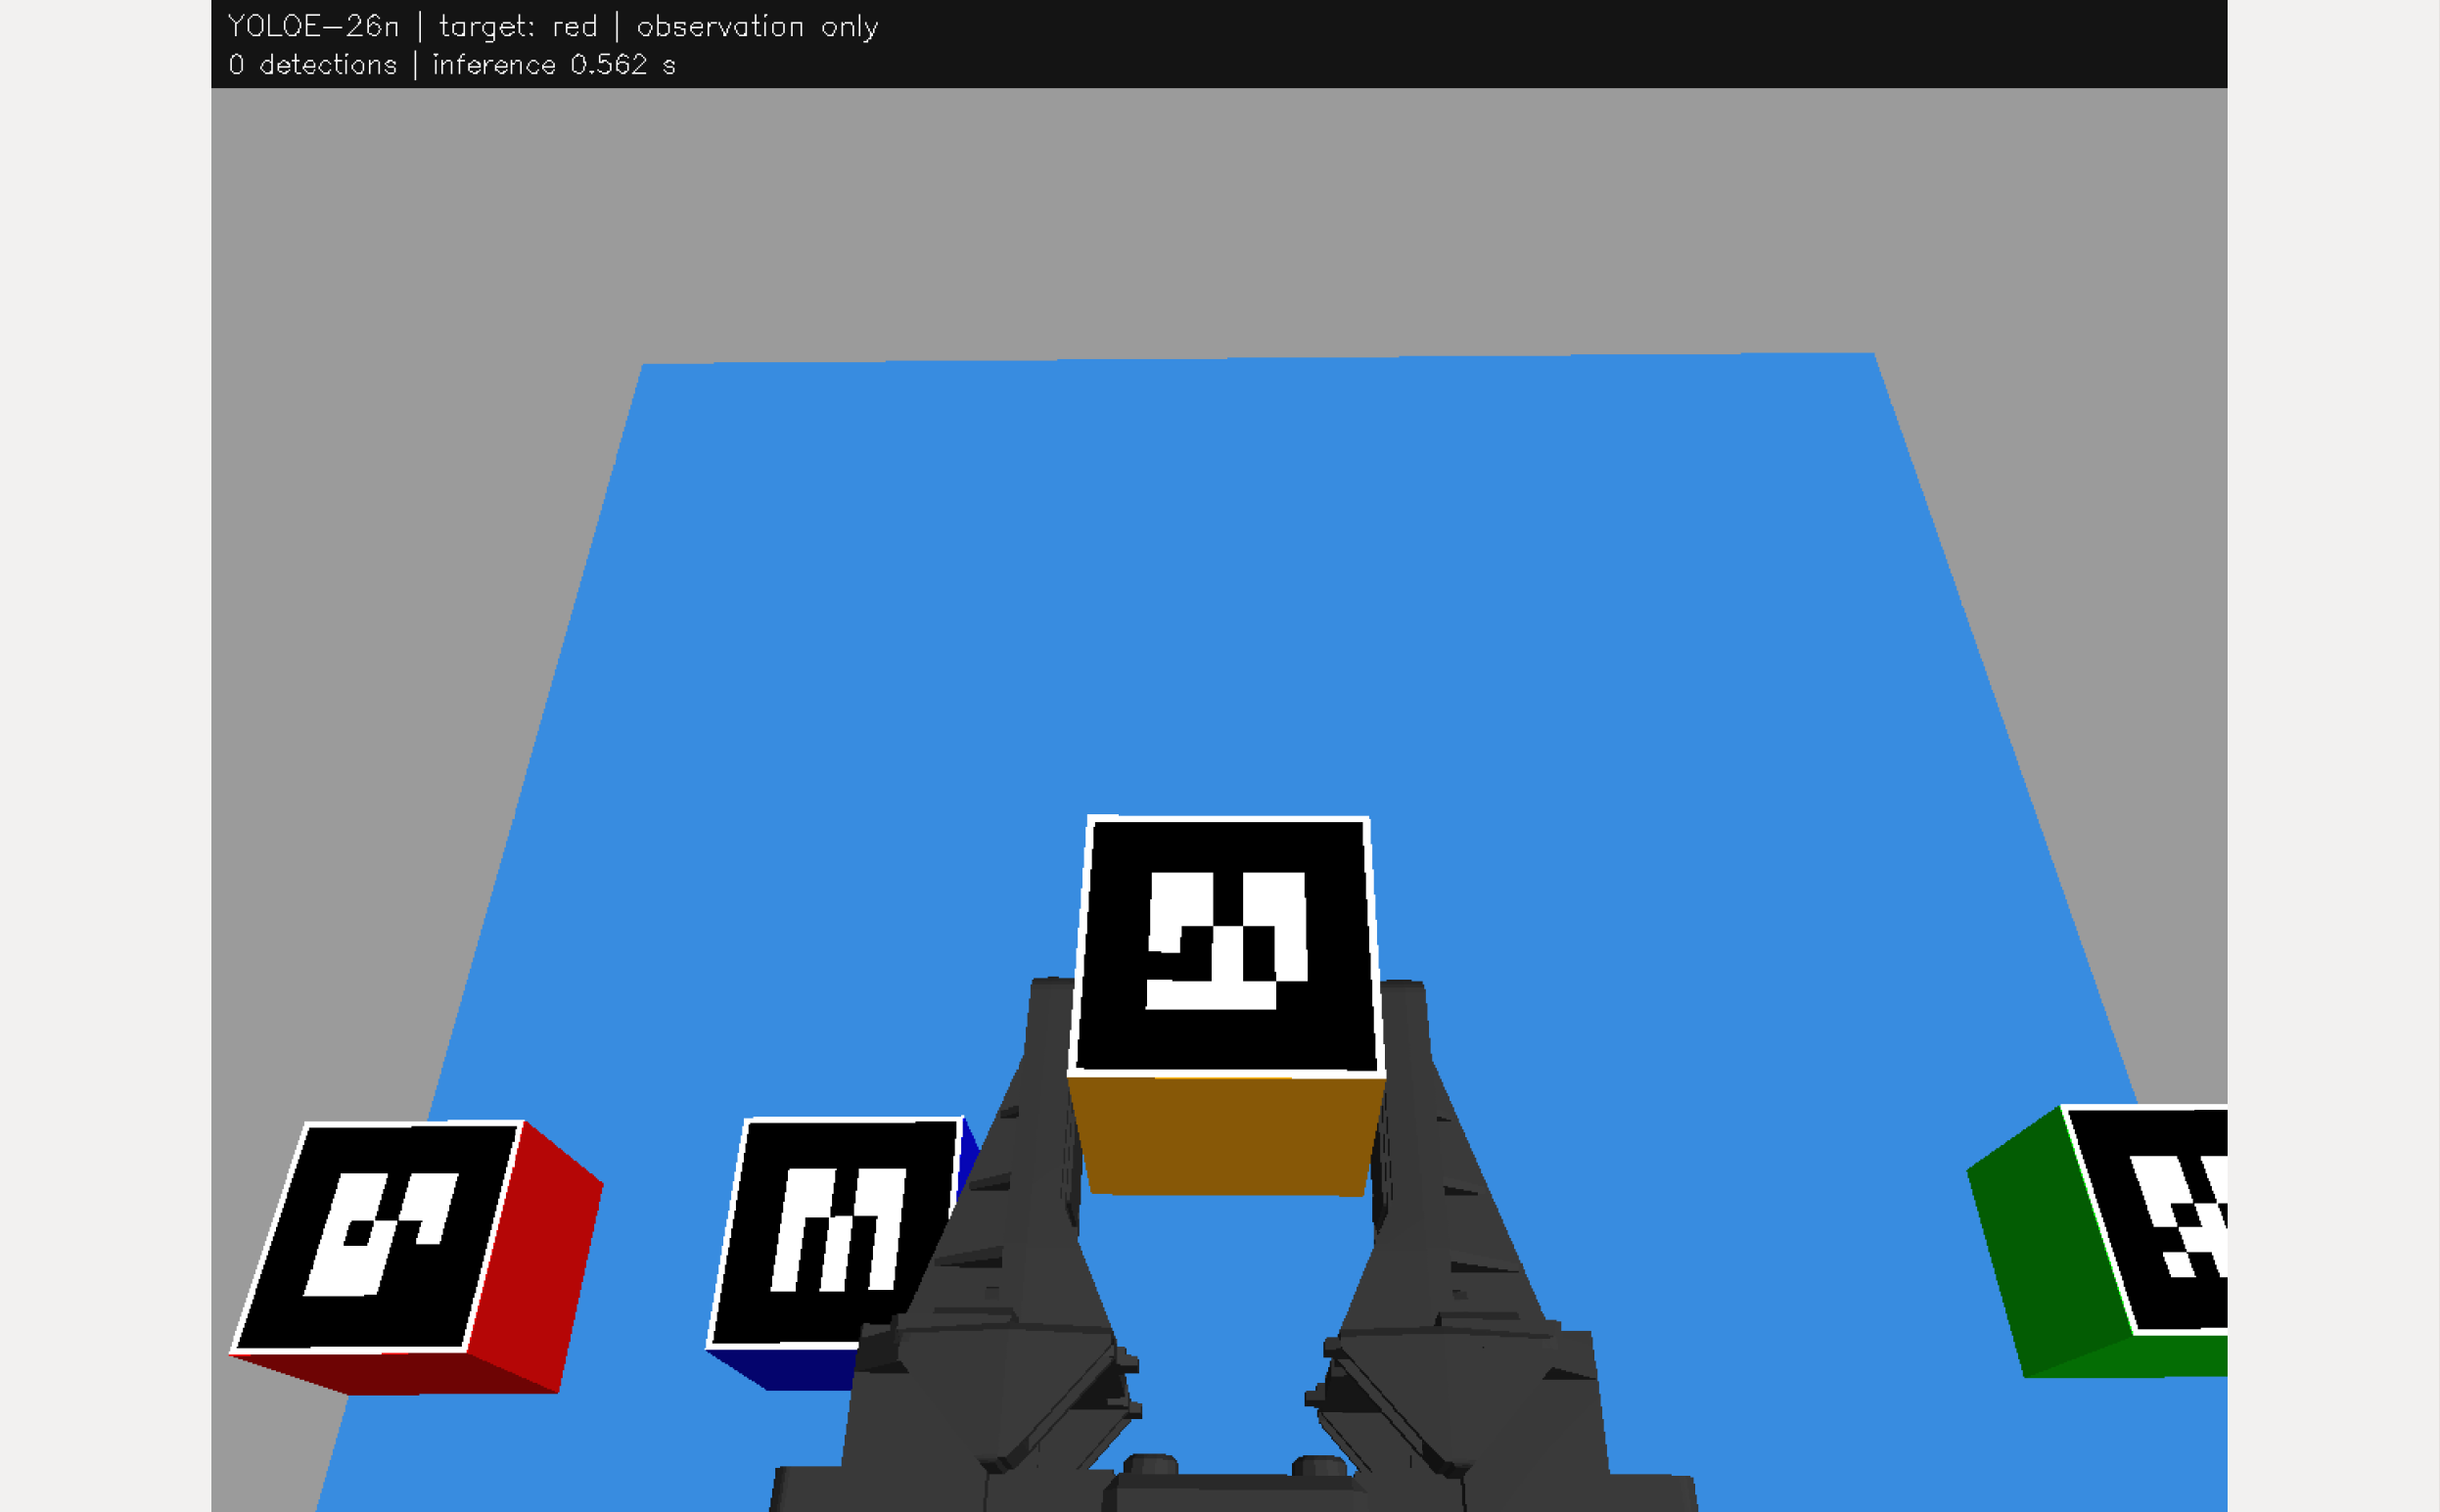 YOLOE-26n | target: red | observation only
0 detections | inference 0.562 s